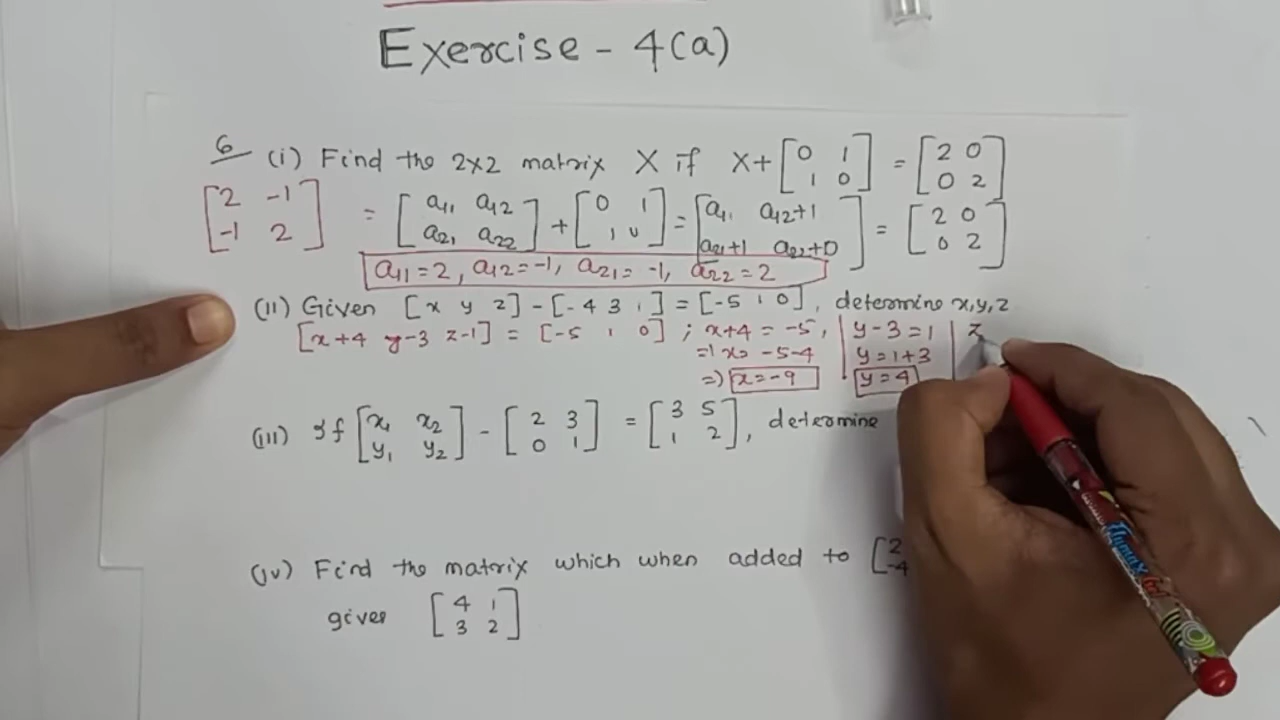 Exercise - 4(a)
6 (i) Find the 2x2 matrix X if X+ [0 1 = [2 0
1 0] 0 2]
[2 -1 = [a11 a12 + [0 1 = [a11 a12+1 = [2 0
-1 2] a21 a22] 1 0] a21+1 a22+0] 0 2]
a11 = 2, a12 = -1, a21 = -1, a22 = 2
(ii) Given [x y z] - [-4 3 1] = [-5 1 0], determine x,y,z
[x+4 y-3 z-1] = [-5 1 0] ; x+4 = -5, | y-3 = 1 | z
=) x = -5-4 | y = 1+3
=) x = -9 | y = 4
(iii) If [x1 x2 - [2 3 = [3 5 , determine
y1 y2] 0 1] 1 2]
(iv) Find the matrix which when added to [2
-4
gives [4 1
3 2]